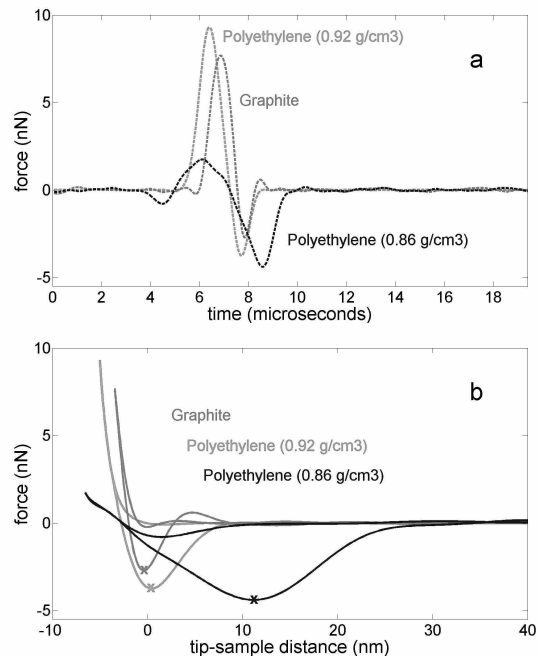 10
Polyethylene (0.92 g/cm3)
a
Graphite
5
force (nN)
0
Polyethylene (0.86 g/cm3)
-5
0 2 4 6 8 10 12 14 16 18
time (microseconds)
10
b
Graphite
Polyethylene (0.92 g/cm3)
5
Polyethylene (0.86 g/cm3)
force (nN)
0
-5
-10 0 10 20 30 40
tip-sample distance (nm)